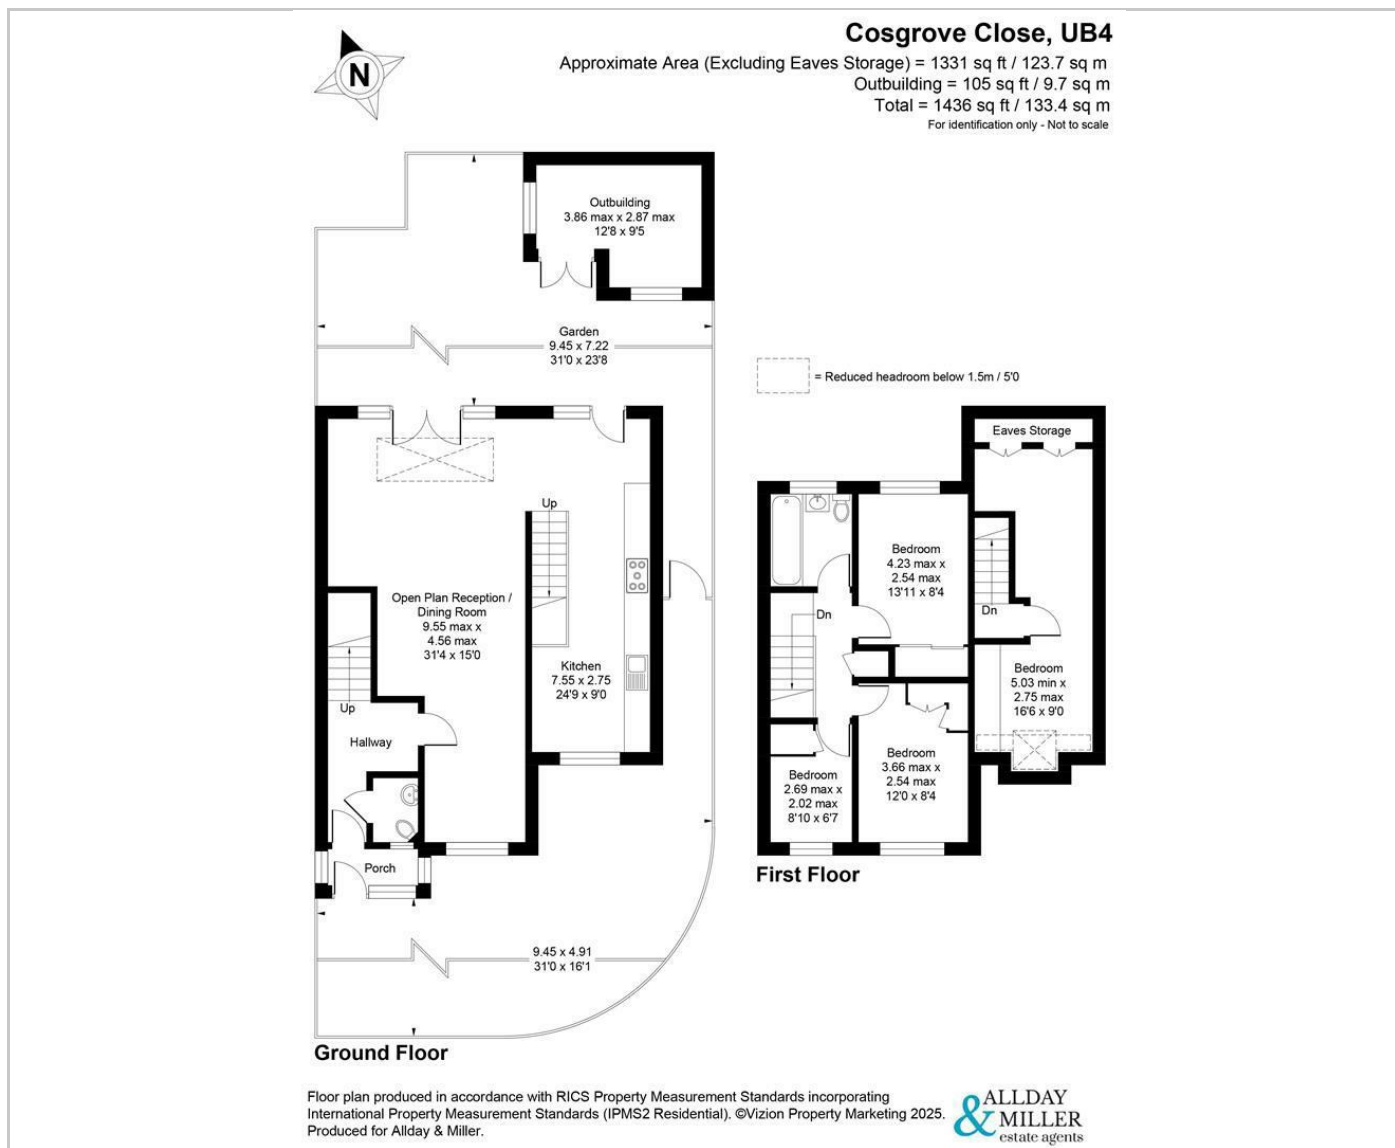 Cosgrove Close, UB4
Approximate Area (Excluding Eaves Storage) = 1331 sq ft / 123.7 sq m
Outbuilding = 105 sq ft / 9.7 sq m
Total = 1436 sq ft / 133.4 sq m
For identification only - Not to scale
N
Outbuilding
3.86 max x 2.87 max
12'8 x 9'5
Garden
9.45 x 7.22
31'0 x 23'8
= Reduced headroom below 1.5m / 5'0
Up
Open Plan Reception /
Dining Room
9.55 max x
4.56 max
31'4 x 15'0
Kitchen
7.55 x 2.75
24'9 x 9'0
Up
Hallway
Porch
9.45 x 4.91
31'0 x 16'1
Ground Floor
Eaves Storage
Bedroom
4.23 max x
2.54 max
13'11 x 8'4
Dn
Dn
Bedroom
5.03 min x
2.75 max
16'6 x 9'0
Bedroom
3.66 max x
2.54 max
12'0 x 8'4
Bedroom
2.69 max x
2.02 max
8'10 x 6'7
First Floor
Floor plan produced in accordance with RICS Property Measurement Standards incorporating
International Property Measurement Standards (IPMS2 Residential). ©Vizion Property Marketing 2025.
Produced for Allday & Miller.
ALLDAY
& MILLER
estate agents